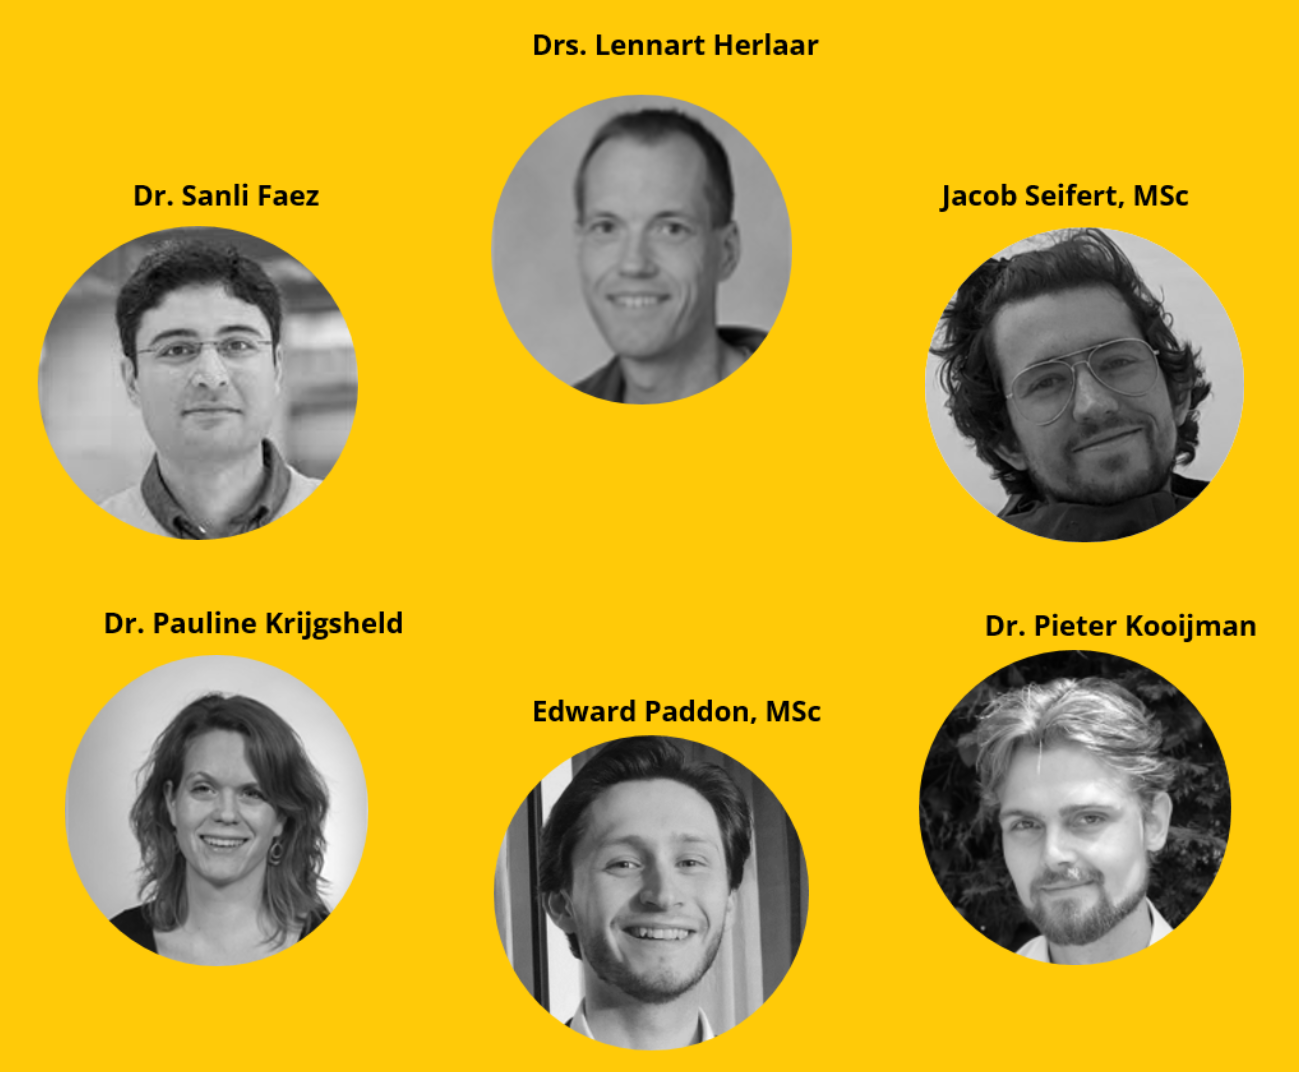 Drs. Lennart Herlaar
Dr. Sanli Faez
Jacob Seifert, MSc
Dr. Pauline Krijgsheld
Dr. Pieter Kooijman
Edward Paddon, MSc